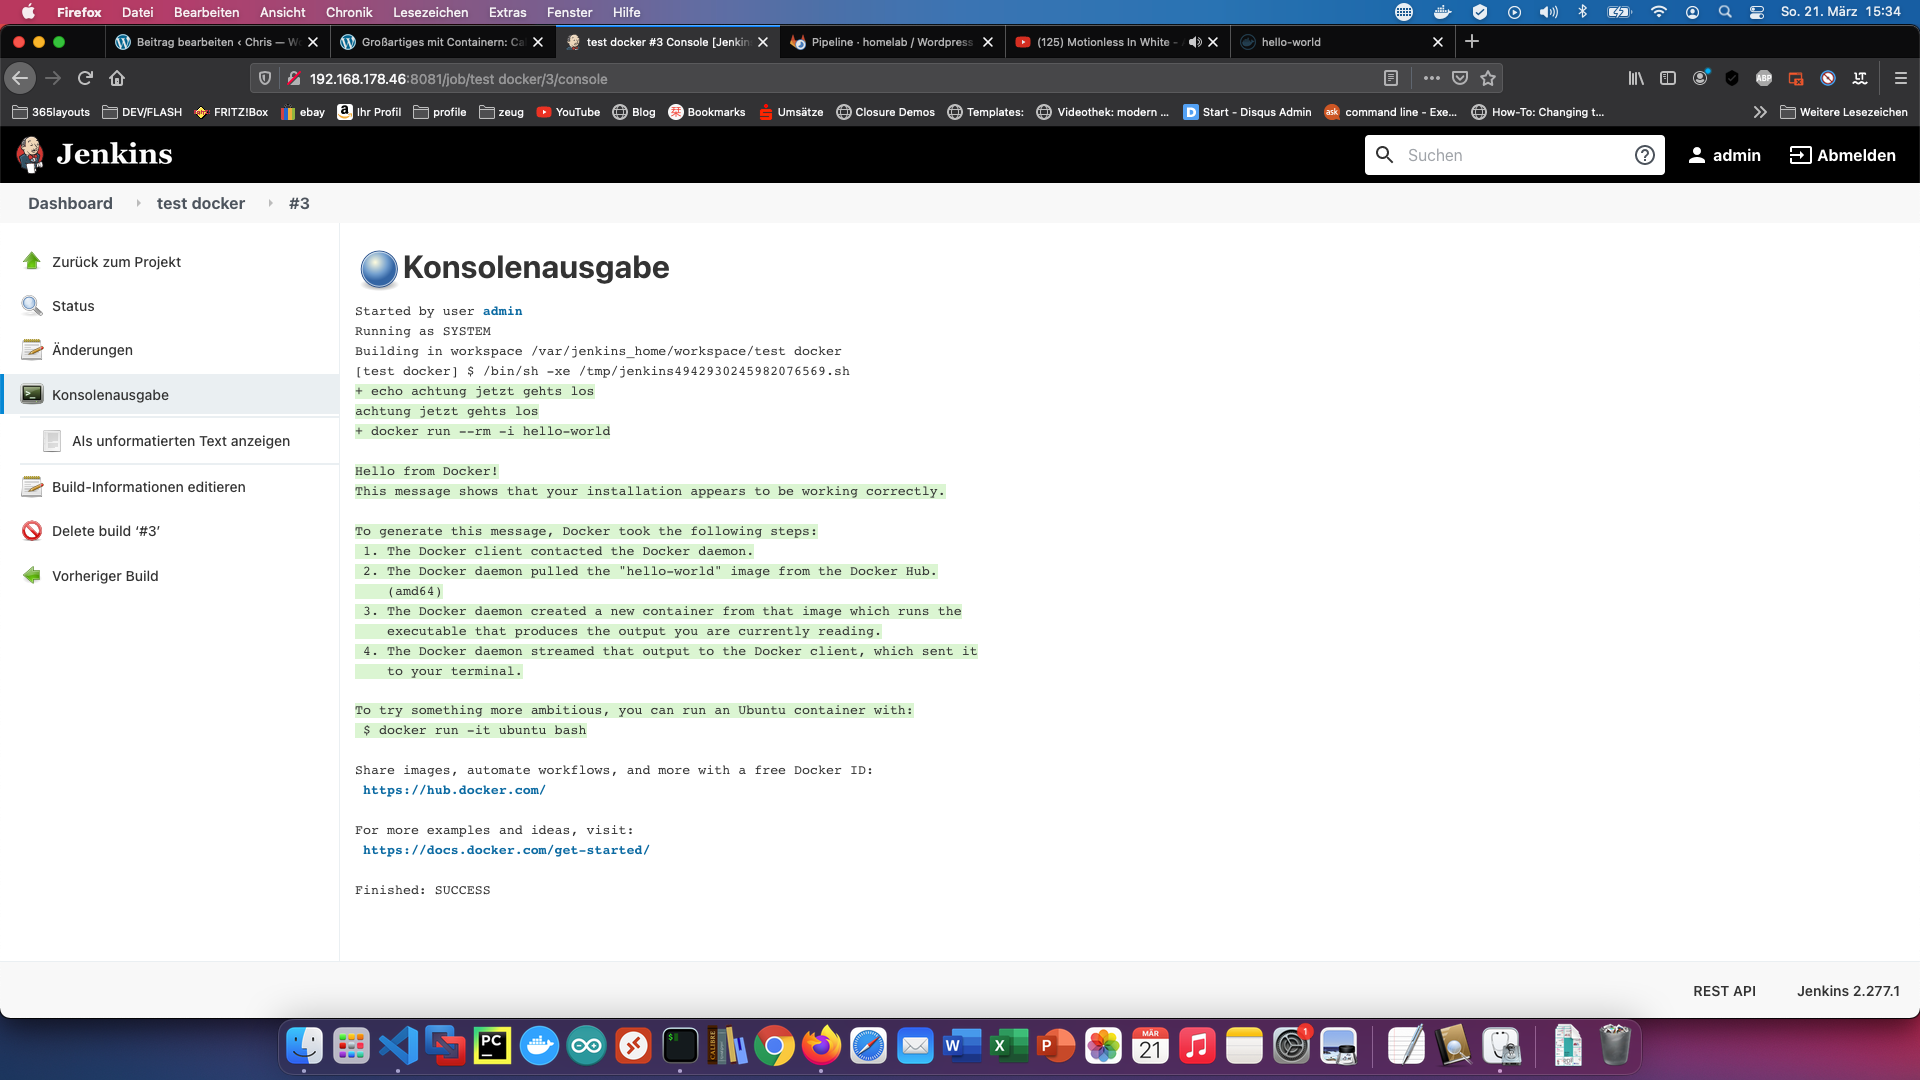 Firefox Datei Bearbeiten Ansicht Chronik Lesezeichen Extras Fenster Hilfe So. 21. März 15:34
Beitrag bearbeiten ‹ Chris — W Großartiges mit Containern: Ca test docker #3 Console [Jenkin Pipeline · homelab / Wordpress (125) Motionless In White - hello-world
192.168.178.46:8081/job/test docker/3/console
ABP
365layouts DEV/FLASH FRITZ!Box ebay Ihr Profil profile zeug YouTube Blog Bookmarks Umsätze Closure Demos Templates: Videothek: modern ... Start - Disqus Admin command line - Exe... How-To: Changing t... Weitere Lesezeichen
Jenkins Suchen admin Abmelden
Dashboard test docker #3
Zurück zum Projekt
Status
Änderungen
Konsolenausgabe
Als unformatierten Text anzeigen
Build-Informationen editieren
Delete build ‘#3’
Vorheriger Build
Konsolenausgabe
Started by user admin
Running as SYSTEM
Building in workspace /var/jenkins_home/workspace/test docker
[test docker] $ /bin/sh -xe /tmp/jenkins4942930245982076569.sh
+ echo achtung jetzt gehts los
achtung jetzt gehts los
+ docker run --rm -i hello-world
Hello from Docker!
This message shows that your installation appears to be working correctly.
To generate this message, Docker took the following steps:
1. The Docker client contacted the Docker daemon.
2. The Docker daemon pulled the "hello-world" image from the Docker Hub.
(amd64)
3. The Docker daemon created a new container from that image which runs the
executable that produces the output you are currently reading.
4. The Docker daemon streamed that output to the Docker client, which sent it
to your terminal.
To try something more ambitious, you can run an Ubuntu container with:
$ docker run -it ubuntu bash
Share images, automate workflows, and more with a free Docker ID:
https://hub.docker.com/
For more examples and ideas, visit:
https://docs.docker.com/get-started/
Finished: SUCCESS
REST API Jenkins 2.277.1
PC CALIBRE W X P MÄR 21 1